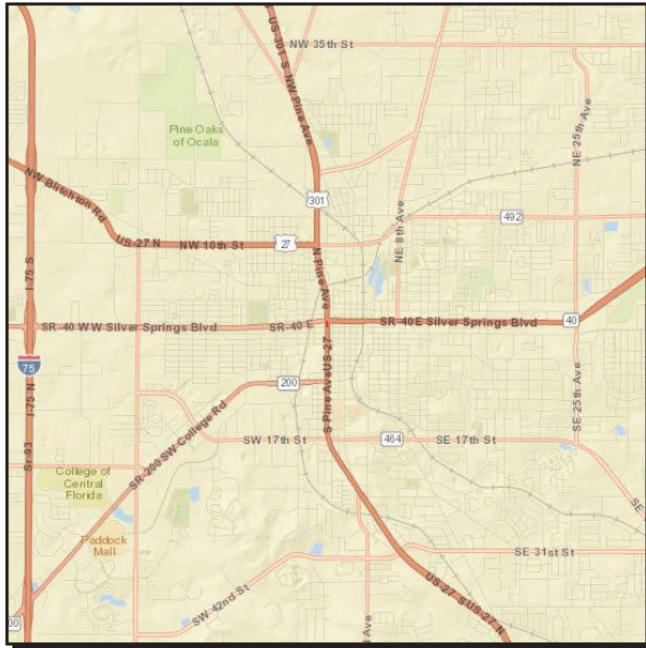 US-301 S
NW Pine Ave
NW 35th St
NE 25th Ave
Pine Oaks
of Ocala
301
NW Blitchton Rd
US-27 N
NW 10th St
27
NE 8th Ave
492
I-75 S
N Pine Ave
SR-40 W
W Silver Springs Blvd
SR-40 E
SR-40
E Silver Springs Blvd
40
75
I-75 N
Sr-93
S Pine Ave
US-27
200
SE 25th Ave
SR-200
SW College Rd
SW 17th St
464
SE 17th St
College of
Central
Florida
Paddock
Mall
SE
SE 31st St
SW 42nd St
US-27 S
US-27 N
00
d Ave